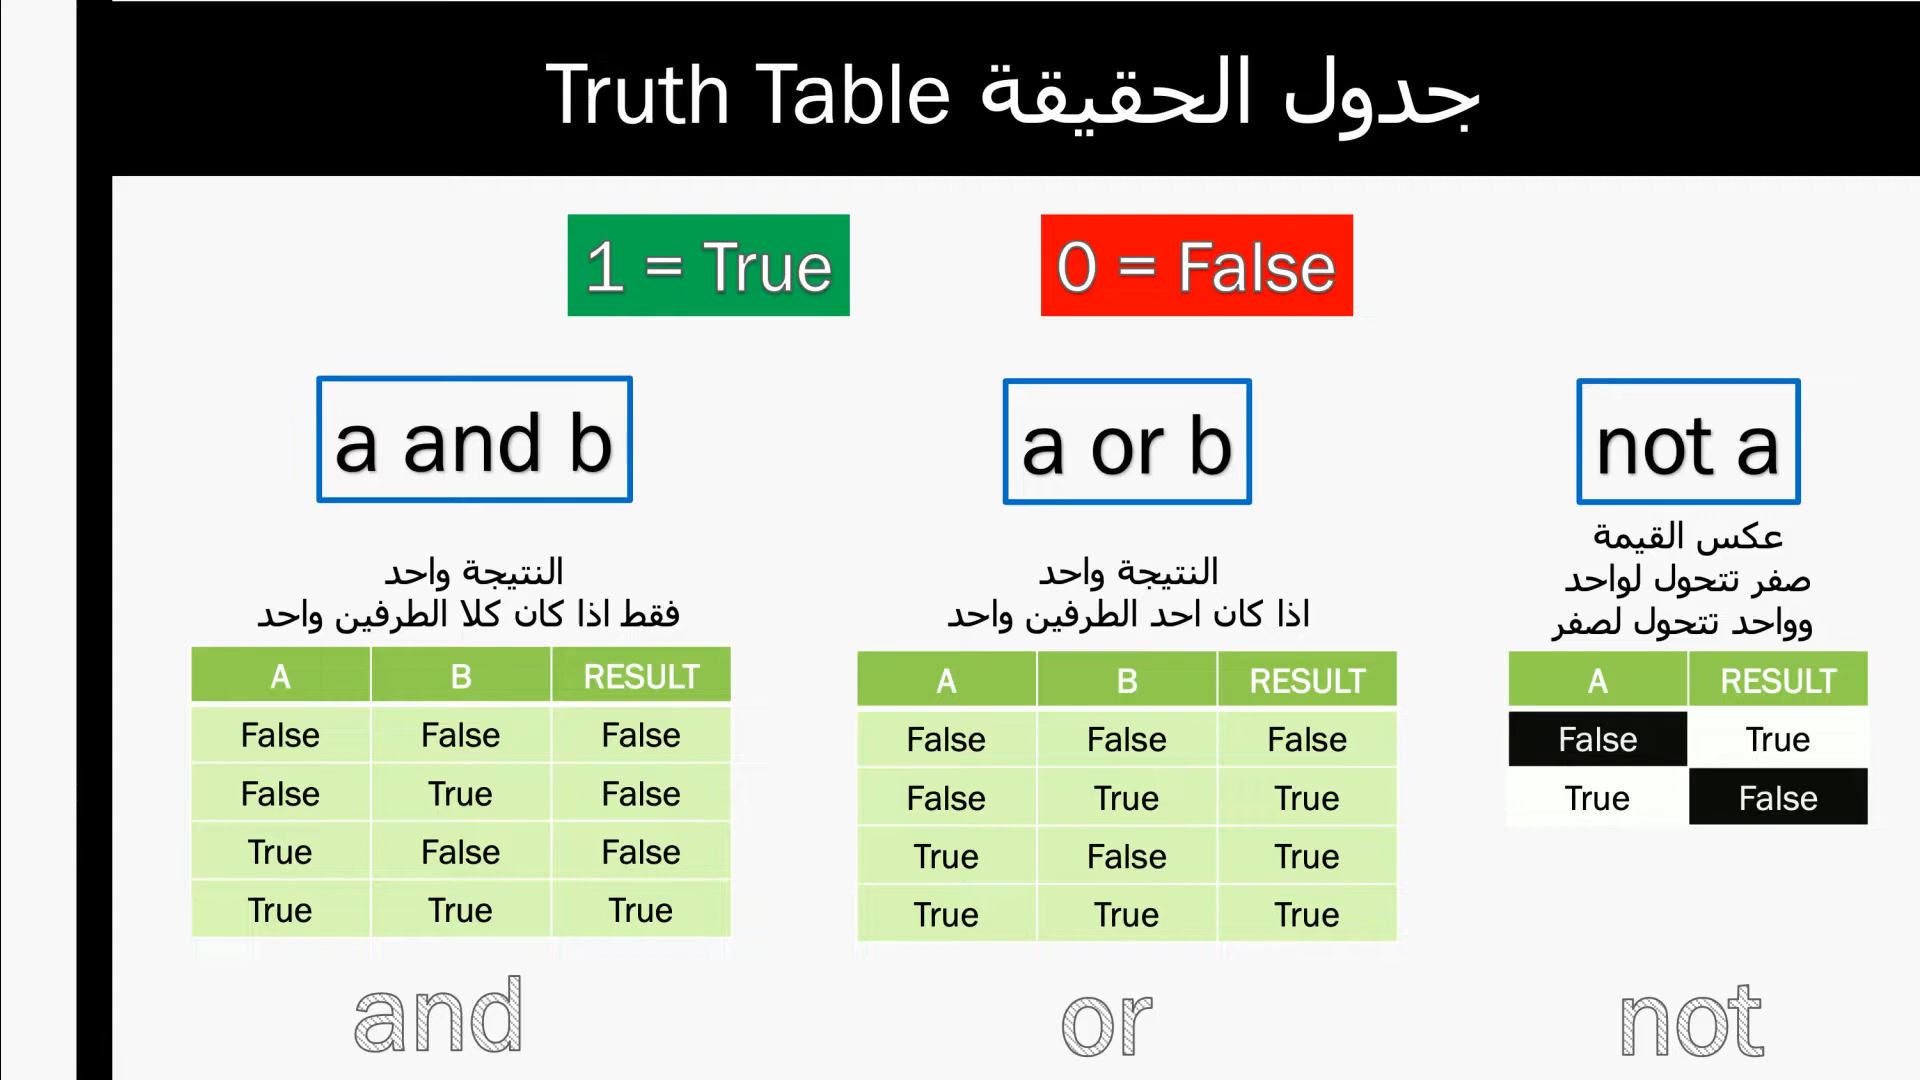 Truth Table جدول الحقيقة
1 = True
0 = False
a and b
النتيجة واحد
فقط اذا كان كلا الطرفين واحد
A B RESULT
False False False
False True False
True False False
True True True
and
a or b
النتيجة واحد
اذا كان احد الطرفين واحد
A B RESULT
False False False
False True True
True False True
True True True
or
not a
عكس القيمة
صفر تتحول لواحد
وواحد تتحول لصفر
A RESULT
False True
True False
not